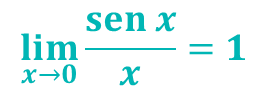 lim sen x / x = 1
x→0